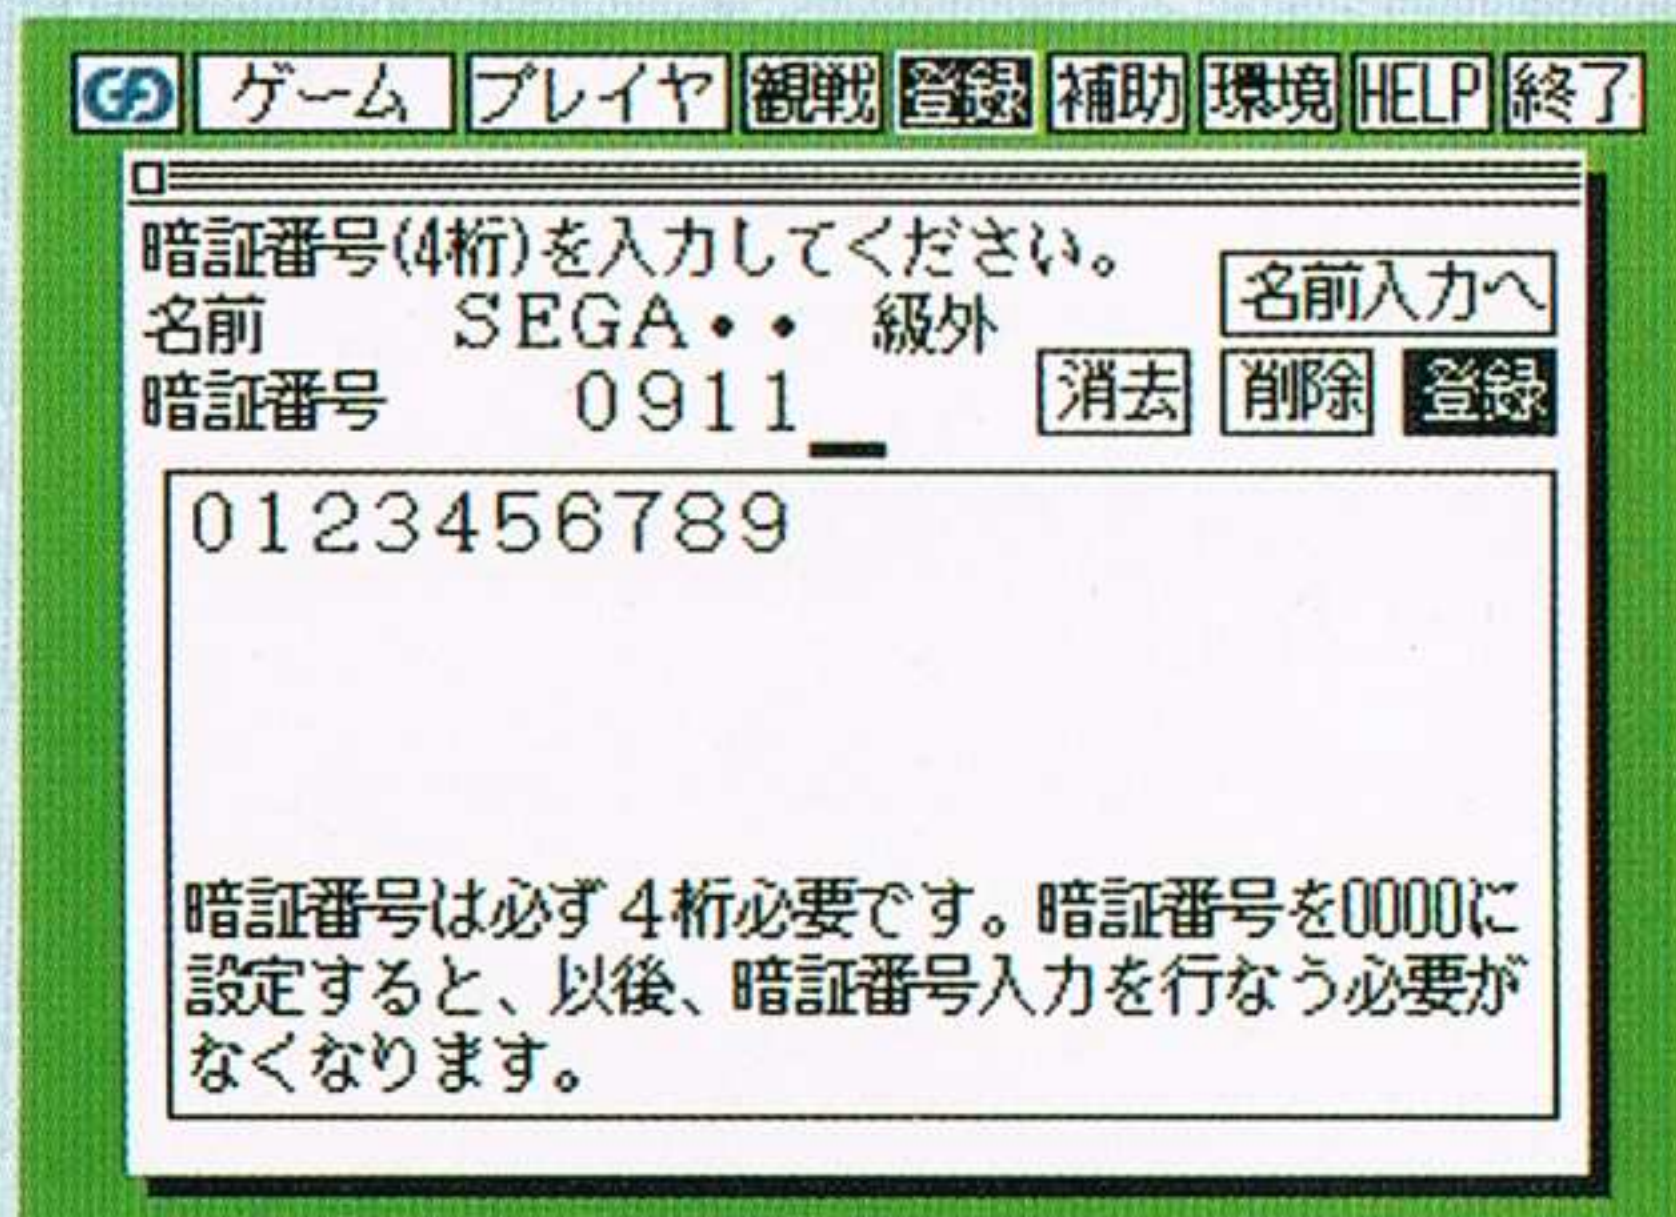 ゲーム プレイヤ 観戦 登録 補助 環境 HELP 終了
暗証番号(4桁)を入力してください。
名前入力へ
名前 SEGA・・ 級外
暗証番号 0911
消去 削除 登録
0123456789
暗証番号は必ず4桁必要です。暗証番号を0000に
設定すると、以後、暗証番号入力を行なう必要が
なくなります。